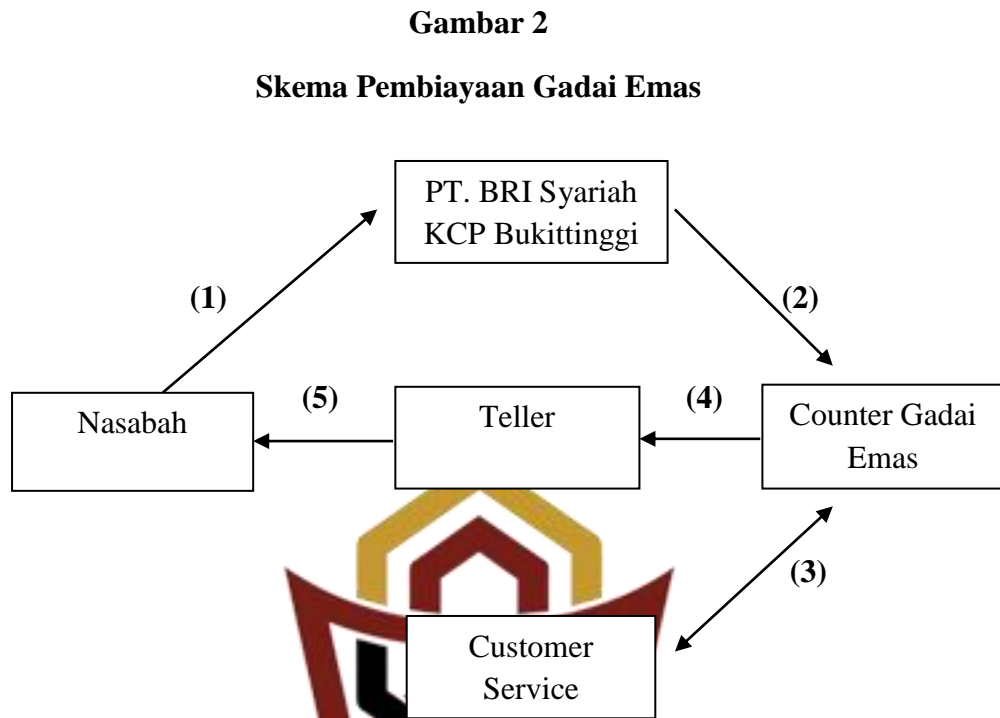 Gambar 2
Skema Pembiayaan Gadai Emas
PT. BRI Syariah
KCP Bukittinggi
(1)
(2)
Nasabah
(5)
Teller
(4)
Counter Gadai
Emas
(3)
Customer
Service